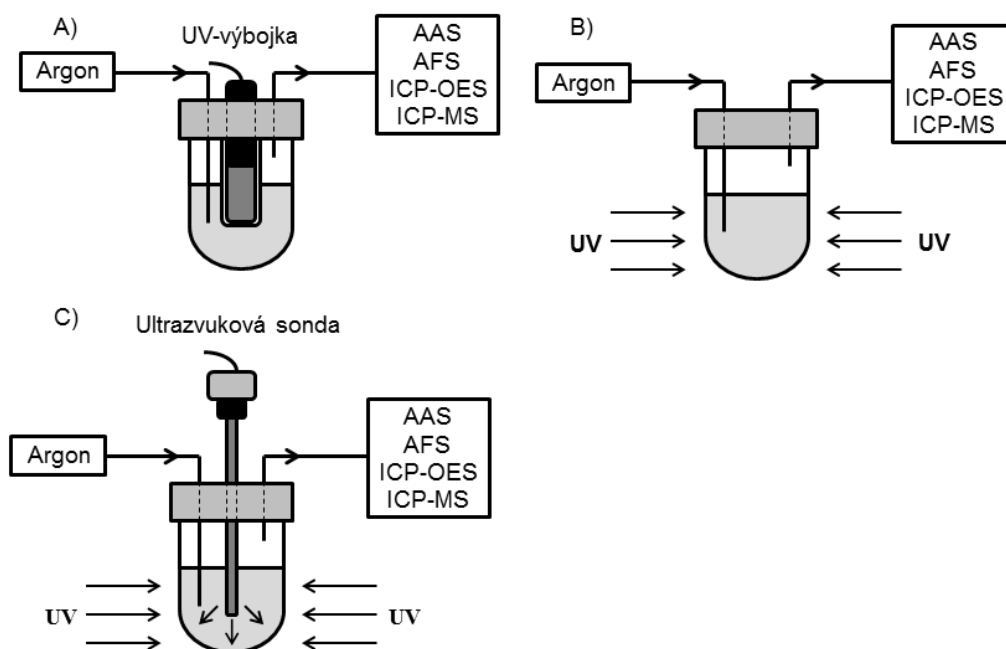 A)
UV-výbojka
Argon
AAS
AFS
ICP-OES
ICP-MS
B)
Argon
AAS
AFS
ICP-OES
ICP-MS
UV
UV
C)
Ultrazvuková sonda
Argon
AAS
AFS
ICP-OES
ICP-MS
UV
UV